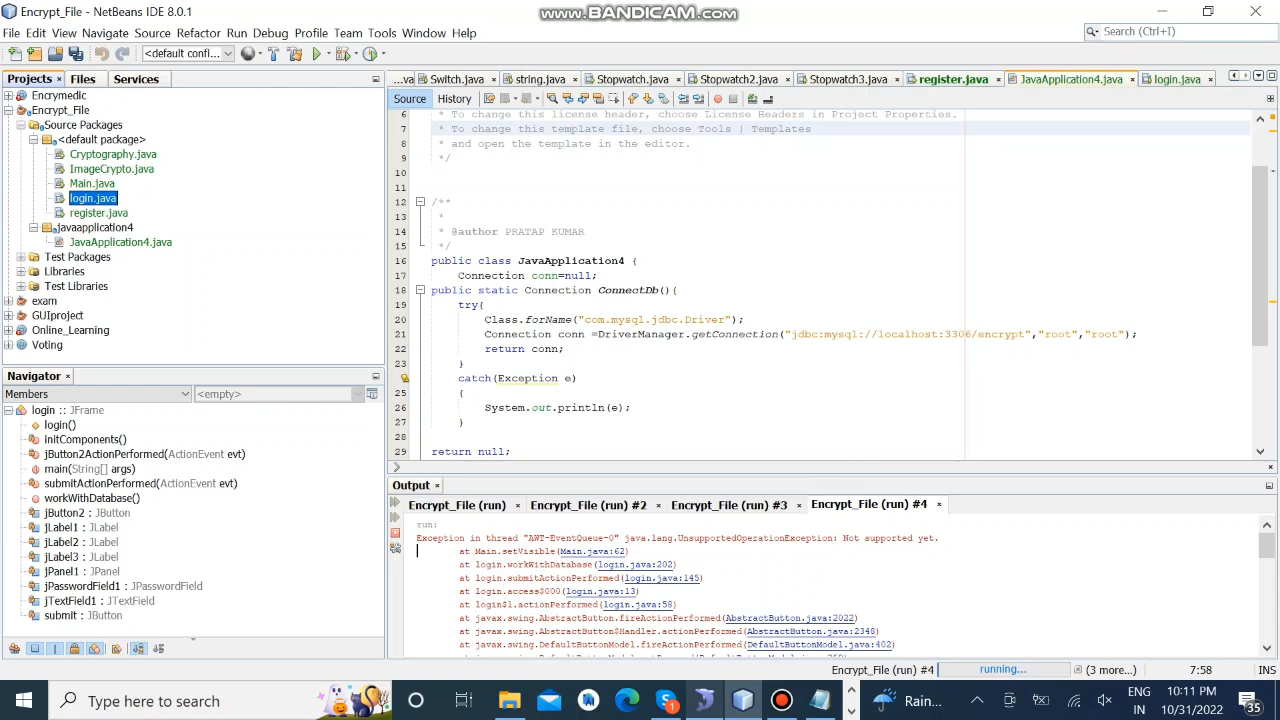 Encrypt_File - NetBeans IDE 8.0.1
www.BANDICAM.com
File Edit View Navigate Source Refactor Run Debug Profile Team Tools Window Help
Search (Ctrl+I)
<default confi...
Projects Files Services
...va Switch.java string.java Stopwatch.java Stopwatch2.java Stopwatch3.java register.java JavaApplication4.java login.java
Source History
Encrymedic
Encrypt_File
Source Packages
<default package>
Cryptography.java
ImageCrypto.java
Main.java
login.java
register.java
javaapplication4
JavaApplication4.java
Test Packages
Libraries
Test Libraries
exam
GUIproject
Online_Learning
Voting
6 * To change this license header, choose License Headers in Project Properties.
7 * To change this template file, choose Tools | Templates
8 * and open the template in the editor.
9 */
10
11
12 /**
13 *
14 * @author PRATAP KUMAR
15 */
16 public class JavaApplication4 {
17 Connection conn=null;
18 public static Connection ConnectDb(){
19 try{
20 Class.forName("com.mysql.jdbc.Driver");
21 Connection conn =DriverManager.getConnection("jdbc:mysql://localhost:3306/encrypt","root","root");
22 return conn;
23 }
catch(Exception e)
25 {
26 System.out.println(e);
27 }
28
29 return null;
Navigator
Members <empty>
login :: JFrame
login()
initComponents()
jButton2ActionPerformed(ActionEvent evt)
main(String[] args)
submitActionPerformed(ActionEvent evt)
workWithDatabase()
jButton2 : JButton
jLabel1 : JLabel
jLabel2 : JLabel
jLabel3 : JLabel
jPanel1 : JPanel
jPasswordField1 : JPasswordField
jTextField1 : JTextField
submit : JButton
Output
Encrypt_File (run) Encrypt_File (run) #2 Encrypt_File (run) #3 Encrypt_File (run) #4
run:
Exception in thread "AWT-EventQueue-0" java.lang.UnsupportedOperationException: Not supported yet.
at Main.setVisible(Main.java:62)
at login.workWithDatabase(login.java:202)
at login.submitActionPerformed(login.java:145)
at login.access$000(login.java:13)
at login$1.actionPerformed(login.java:58)
at javax.swing.AbstractButton.fireActionPerformed(AbstractButton.java:2022)
at javax.swing.AbstractButton$Handler.actionPerformed(AbstractButton.java:2348)
at javax.swing.DefaultButtonModel.fireActionPerformed(DefaultButtonModel.java:402)
Encrypt_File (run) #4 running... (3 more...) 7:58 INS
Type here to search
Rain...
ENG
IN
10:11 PM
10/31/2022
35